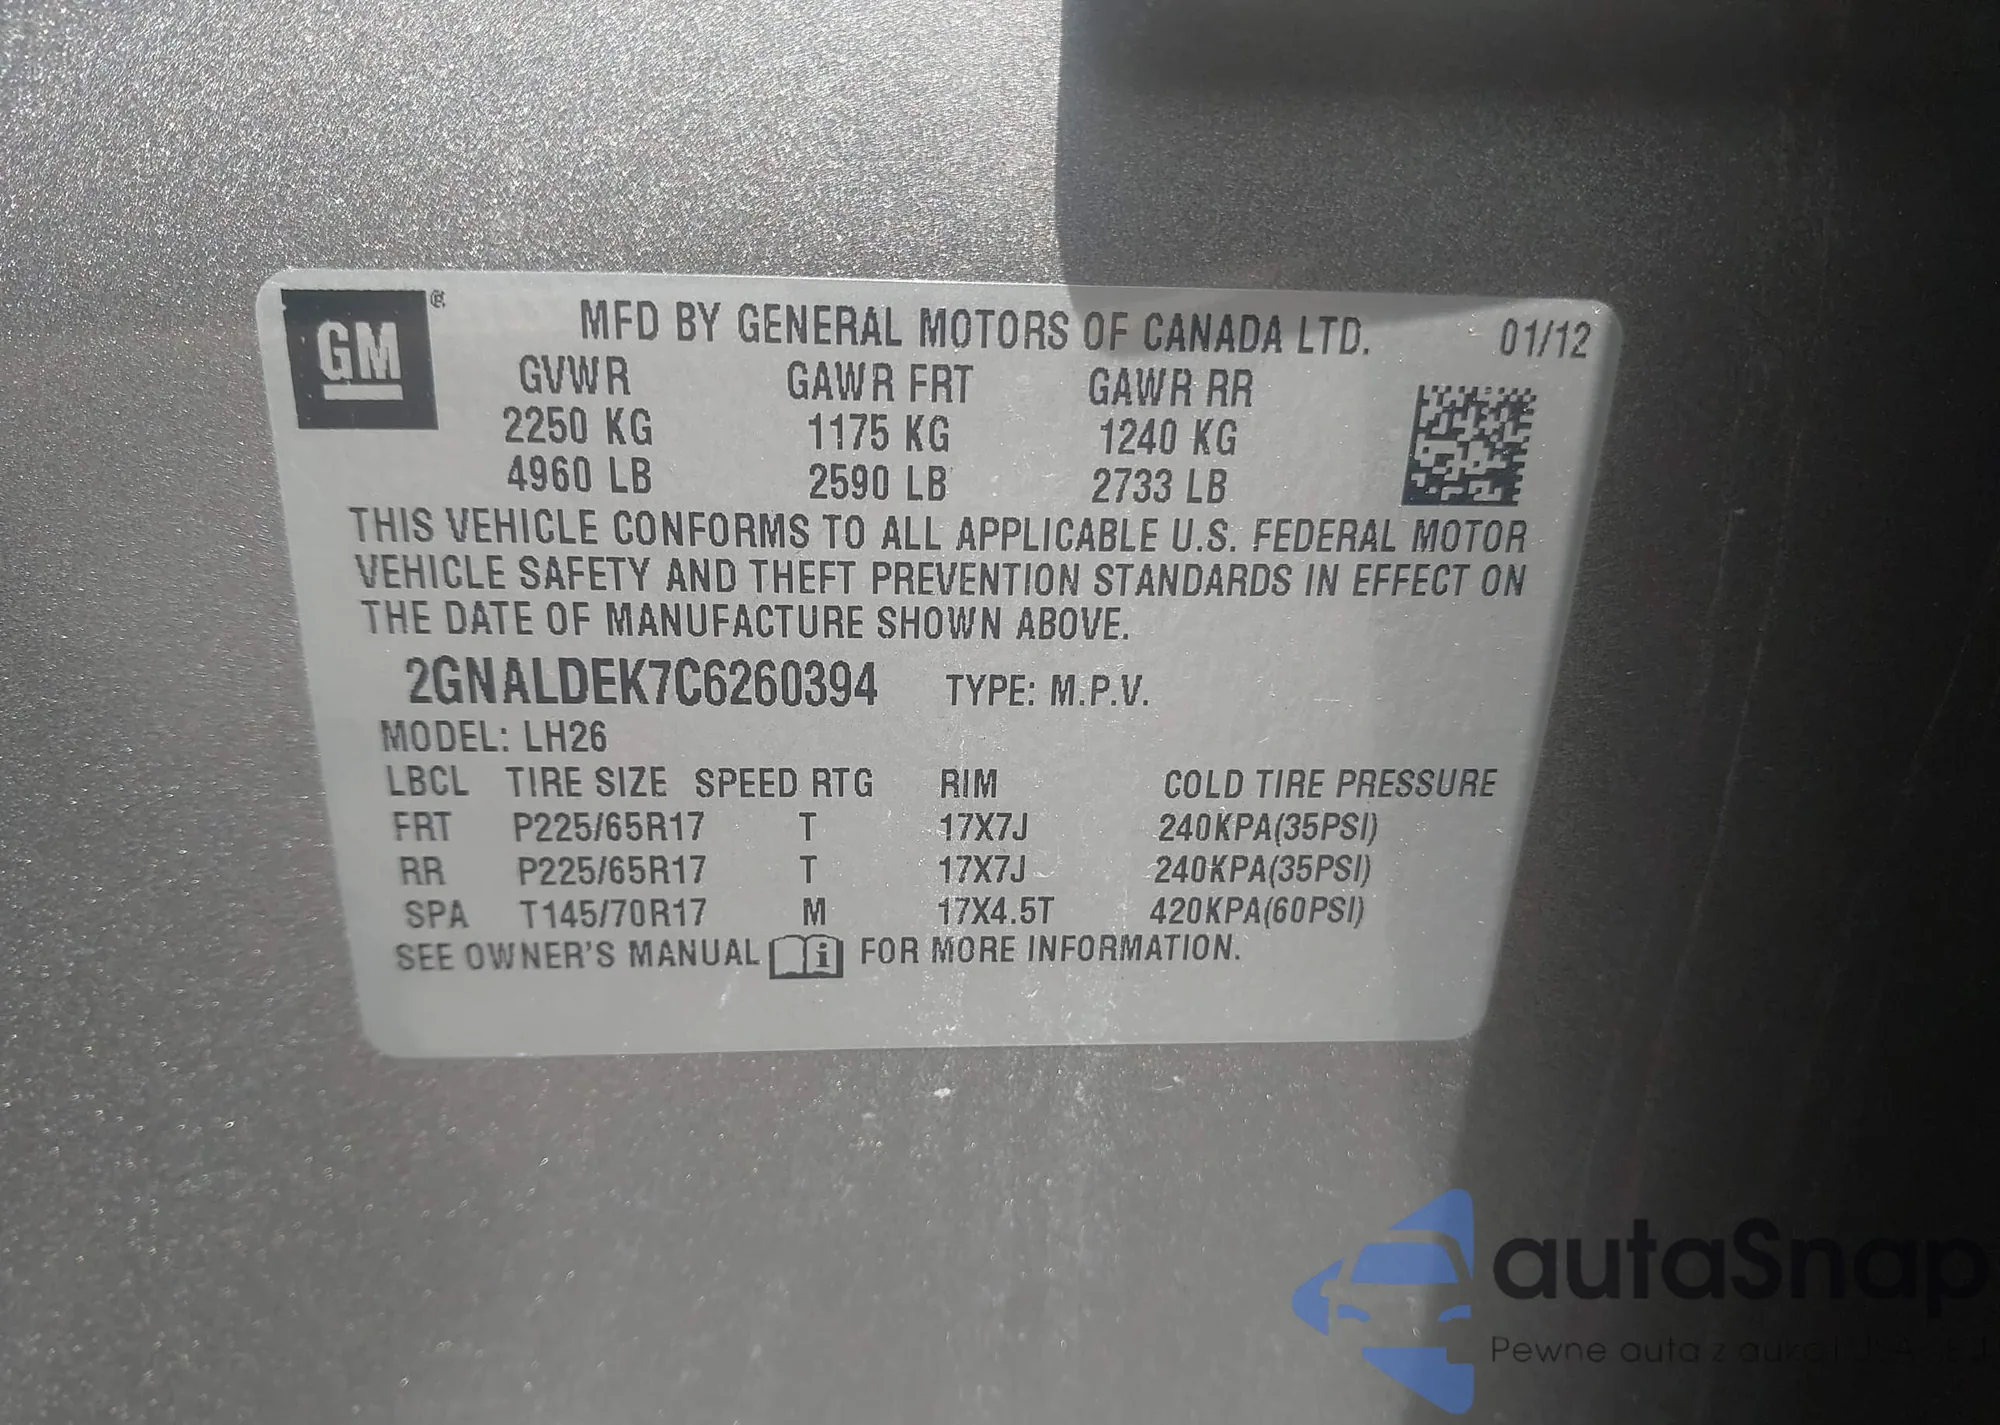 GM ®
MFD BY GENERAL MOTORS OF CANADA LTD. 01/12
GVWR GAWR FRT GAWR RR
2250 KG 1175 KG 1240 KG
4960 LB 2590 LB 2733 LB
THIS VEHICLE CONFORMS TO ALL APPLICABLE U.S. FEDERAL MOTOR
VEHICLE SAFETY AND THEFT PREVENTION STANDARDS IN EFFECT ON
THE DATE OF MANUFACTURE SHOWN ABOVE.
2GNALDEK7C6260394 TYPE: M.P.V.
MODEL: LH26
LBCL TIRE SIZE SPEED RTG RIM COLD TIRE PRESSURE
FRT P225/65R17 T 17X7J 240KPA(35PSI)
RR P225/65R17 T 17X7J 240KPA(35PSI)
SPA T145/70R17 M 17X4.5T 420KPA(60PSI)
SEE OWNER'S MANUAL i FOR MORE INFORMATION.
autaSnap
Pewne auta z